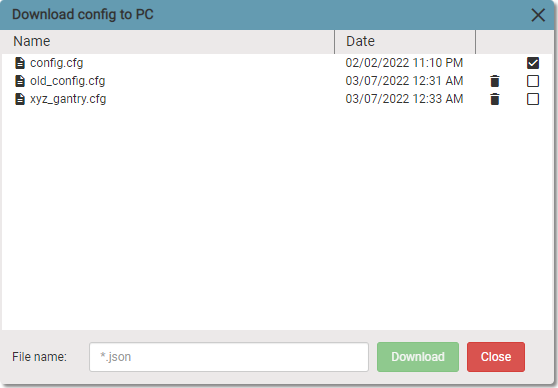 Download config to PC
Name Date
config.cfg 02/02/2022 11:10 PM
old_config.cfg 03/07/2022 12:31 AM
xyz_gantry.cfg 03/07/2022 12:33 AM
File name: *.json Download Close